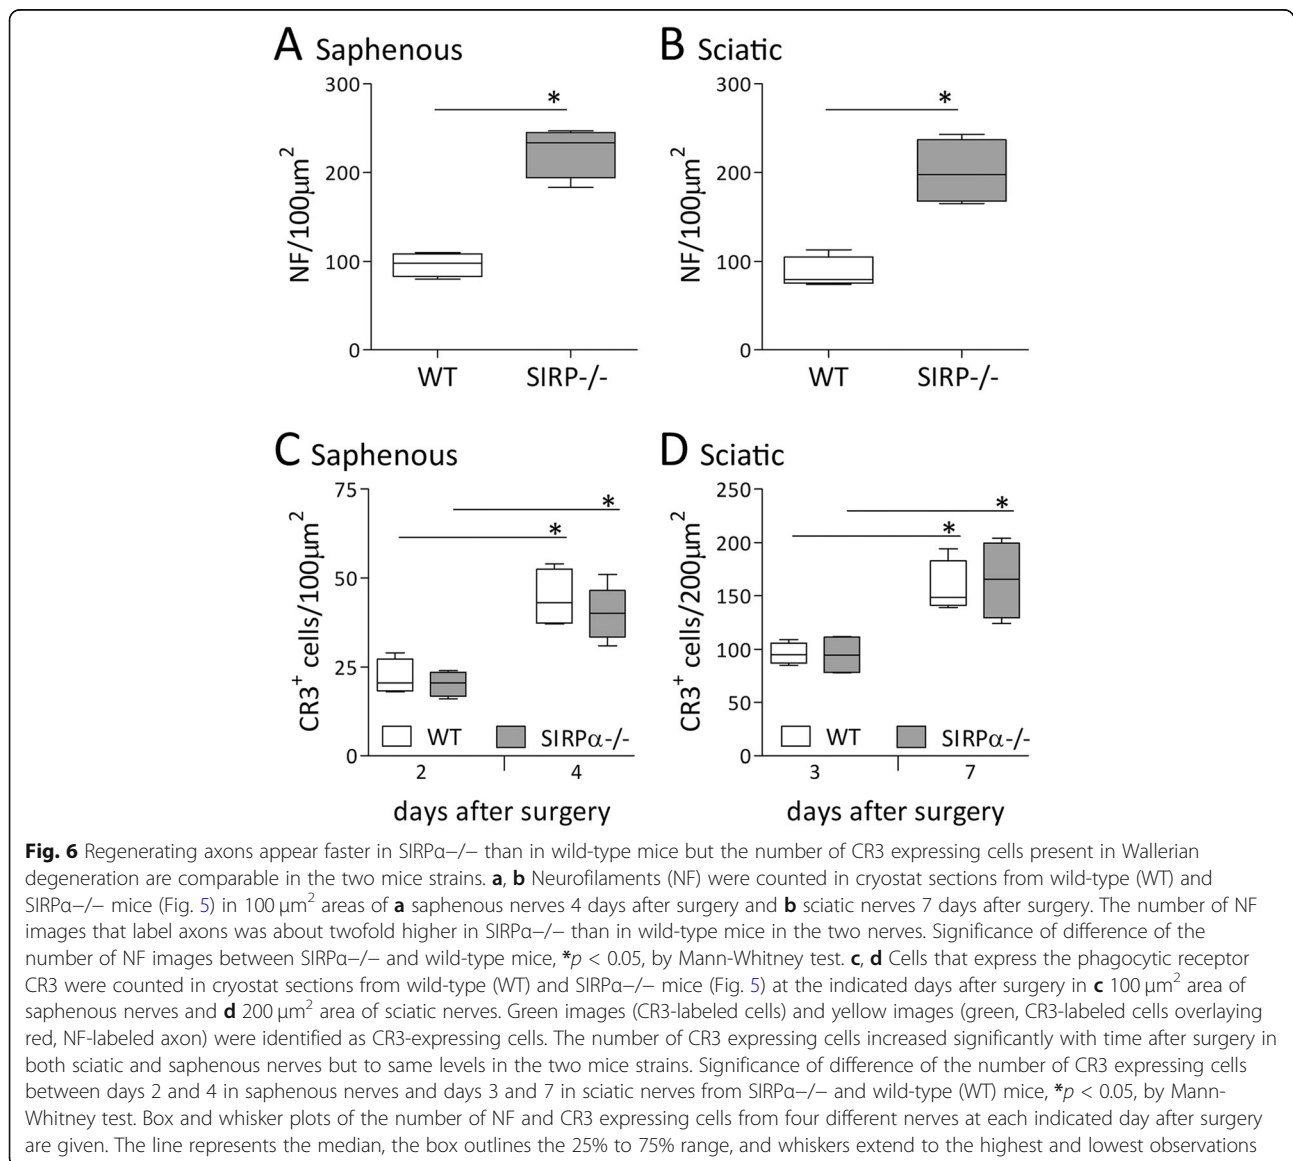 A Saphenous
B Sciatic
300
200
100
0
NF/100µm²
*
WT
SIRP-/-
300
200
100
0
NF/100µm²
*
WT
SIRP-/-
C Saphenous
D Sciatic
75
50
25
0
CR3⁺ cells/100µm²
*
*
WT
SIRPα-/-
2
4
days after surgery
250
200
150
100
50
0
CR3⁺ cells/200µm²
*
*
WT
SIRPα-/-
3
7
days after surgery
Fig. 6 Regenerating axons appear faster in SIRPα−/− than in wild-type mice but the number of CR3 expressing cells present in Wallerian
degeneration are comparable in the two mice strains. a, b Neurofilaments (NF) were counted in cryostat sections from wild-type (WT) and
SIRPα−/− mice (Fig. 5) in 100 µm² areas of a saphenous nerves 4 days after surgery and b sciatic nerves 7 days after surgery. The number of NF
images that label axons was about twofold higher in SIRPα−/− than in wild-type mice in the two nerves. Significance of difference of the
number of NF images between SIRPα−/− and wild-type mice, *p < 0.05, by Mann-Whitney test. c, d Cells that express the phagocytic receptor
CR3 were counted in cryostat sections from wild-type (WT) and SIRPα−/− mice (Fig. 5) at the indicated days after surgery in c 100 µm² area of
saphenous nerves and d 200 µm² area of sciatic nerves. Green images (CR3-labeled cells) and yellow images (green, CR3-labeled cells overlaying
red, NF-labeled axon) were identified as CR3-expressing cells. The number of CR3 expressing cells increased significantly with time after surgery in
both sciatic and saphenous nerves but to same levels in the two mice strains. Significance of difference of the number of CR3 expressing cells
between days 2 and 4 in saphenous nerves and days 3 and 7 in sciatic nerves from SIRPα−/− and wild-type (WT) mice, *p < 0.05, by Mann-
Whitney test. Box and whisker plots of the number of NF and CR3 expressing cells from four different nerves at each indicated day after surgery
are given. The line represents the median, the box outlines the 25% to 75% range, and whiskers extend to the highest and lowest observations